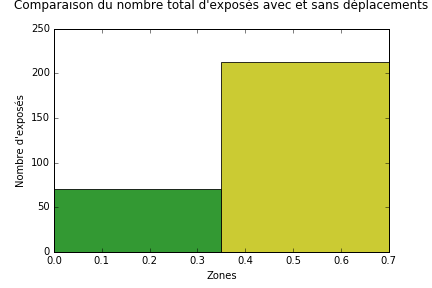 Comparaison du nombre total d'exposés avec et sans déplacements
250
200
150
100
50
0
Nombre d'exposés
0.0 0.1 0.2 0.3 0.4 0.5 0.6 0.7
Zones